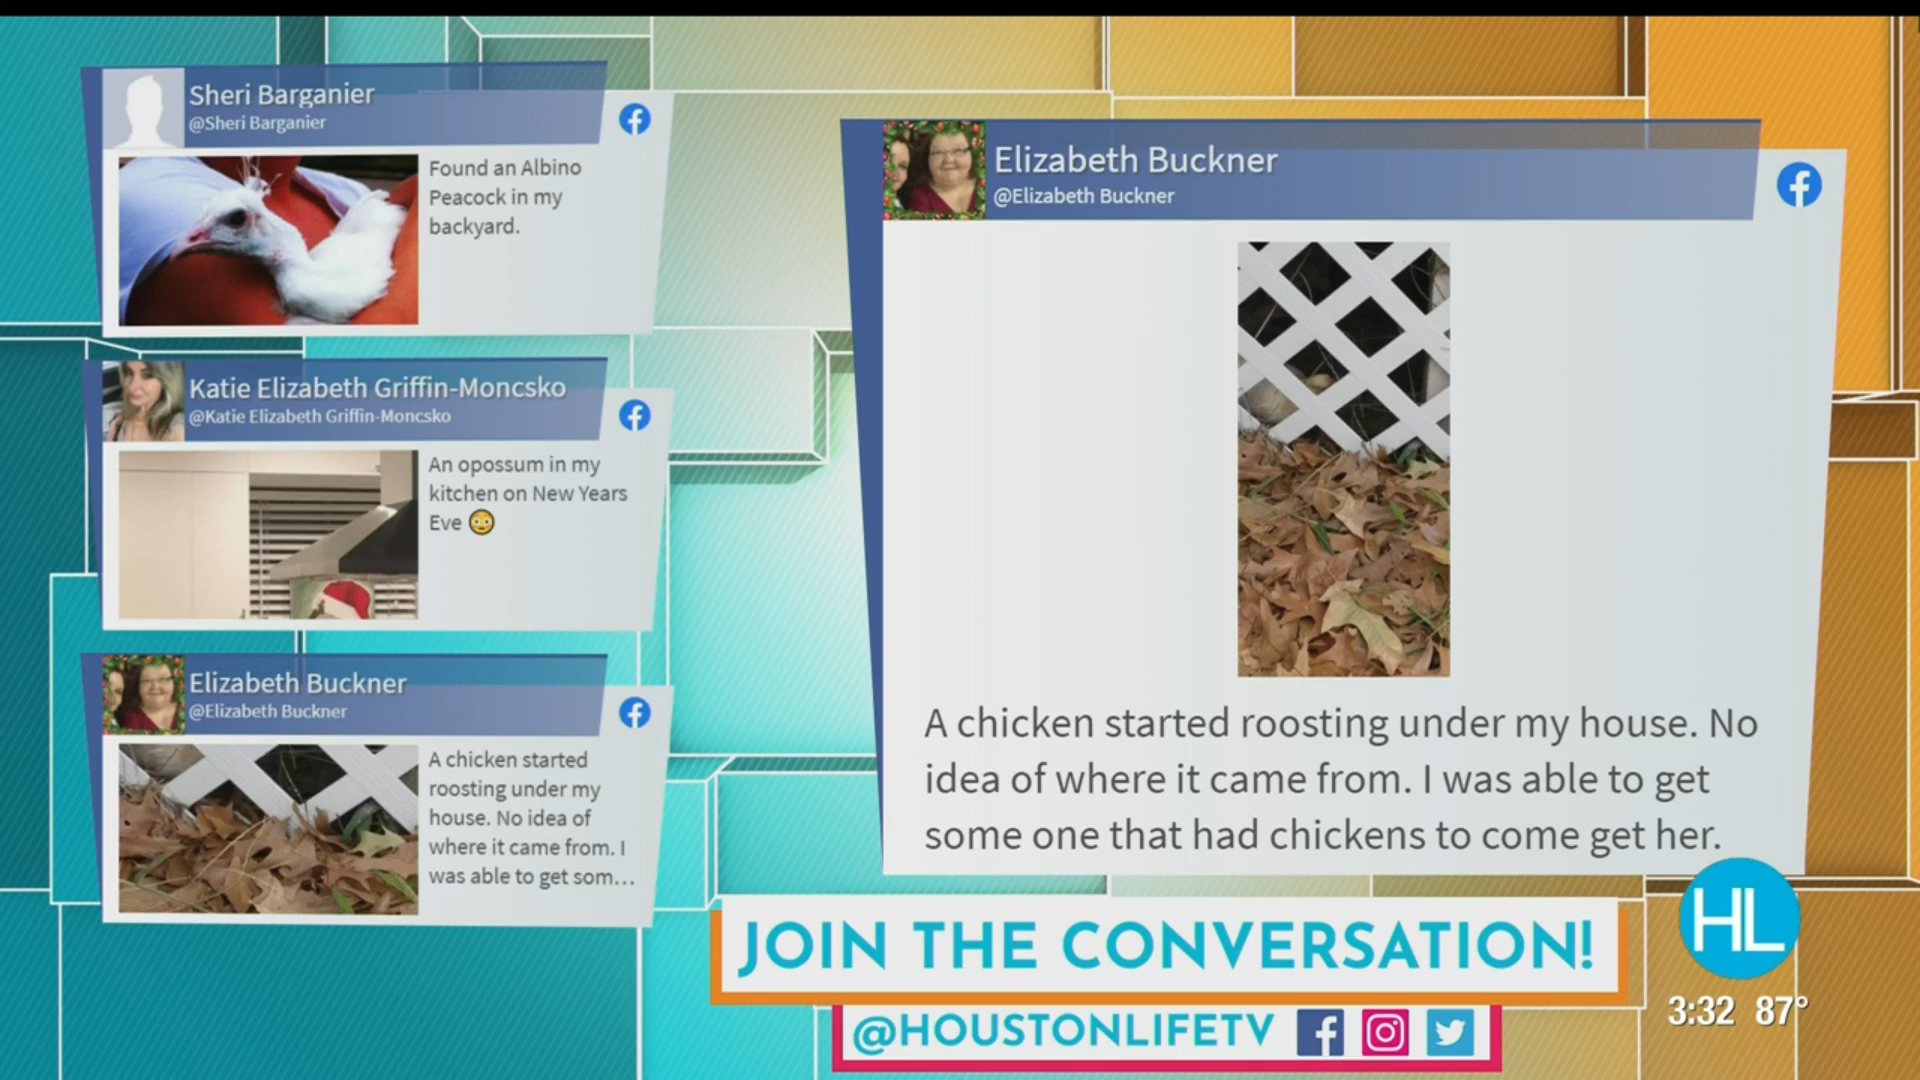 Sheri Barganier
@Sheri Barganier
Found an Albino
Peacock in my
backyard.
Katie Elizabeth Griffin-Moncsko
@Katie Elizabeth Griffin-Moncsko
An opossum in my
kitchen on New Years
Eve 😳
Elizabeth Buckner
@Elizabeth Buckner
A chicken started
roosting under my
house. No idea of
where it came from. I
was able to get som...
Elizabeth Buckner
@Elizabeth Buckner
A chicken started roosting under my house. No
idea of where it came from. I was able to get
some one that had chickens to come get her.
JOIN THE CONVERSATION!
@HOUSTONLIFETV
HL
3:32 87°